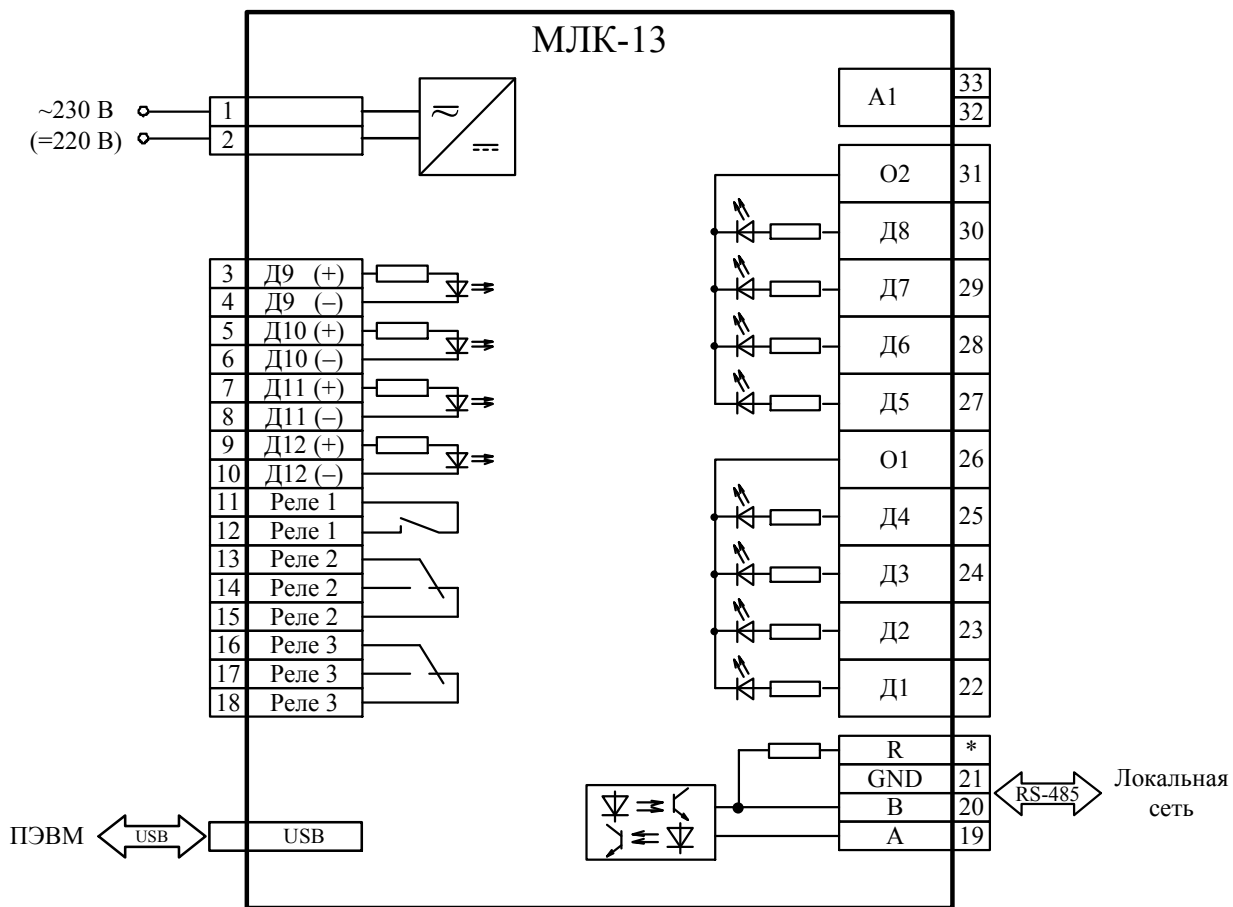 МЛК-13
~230 В
(=220 В)
1
2
3 Д9 (+)
4 Д9 (–)
5 Д10 (+)
6 Д10 (–)
7 Д11 (+)
8 Д11 (–)
9 Д12 (+)
10 Д12 (–)
11 Реле 1
12 Реле 1
13 Реле 2
14 Реле 2
15 Реле 2
16 Реле 3
17 Реле 3
18 Реле 3
ПЭВМ USB USB
А1 33
32
О2 31
Д8 30
Д7 29
Д6 28
Д5 27
О1 26
Д4 25
Д3 24
Д2 23
Д1 22
R *
GND 21
B 20
A 19
RS-485
Локальная
сеть